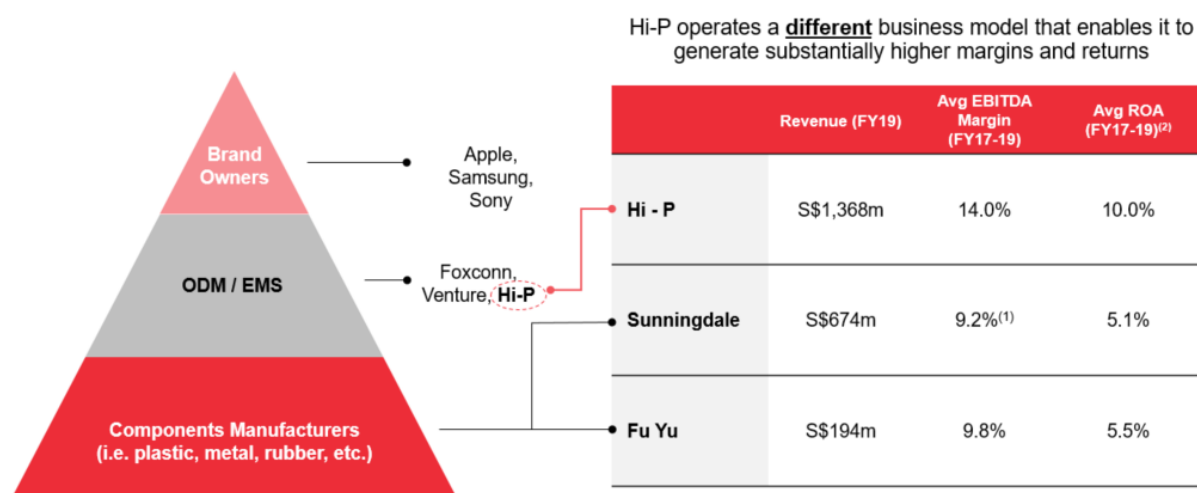 Hi-P operates a different business model that enables it to
generate substantially higher margins and returns
Brand
Owners
Apple,
Samsung,
Sony
ODM / EMS
Foxconn,
Venture, Hi-P
Components Manufacturers
(i.e. plastic, metal, rubber, etc.)
Revenue (FY19)
Avg EBITDA
Margin
(FY17-19)
Avg ROA
(FY17-19)(2)
Hi - P S$1,368m 14.0% 10.0%
Sunningdale S$674m 9.2%(1) 5.1%
Fu Yu S$194m 9.8% 5.5%